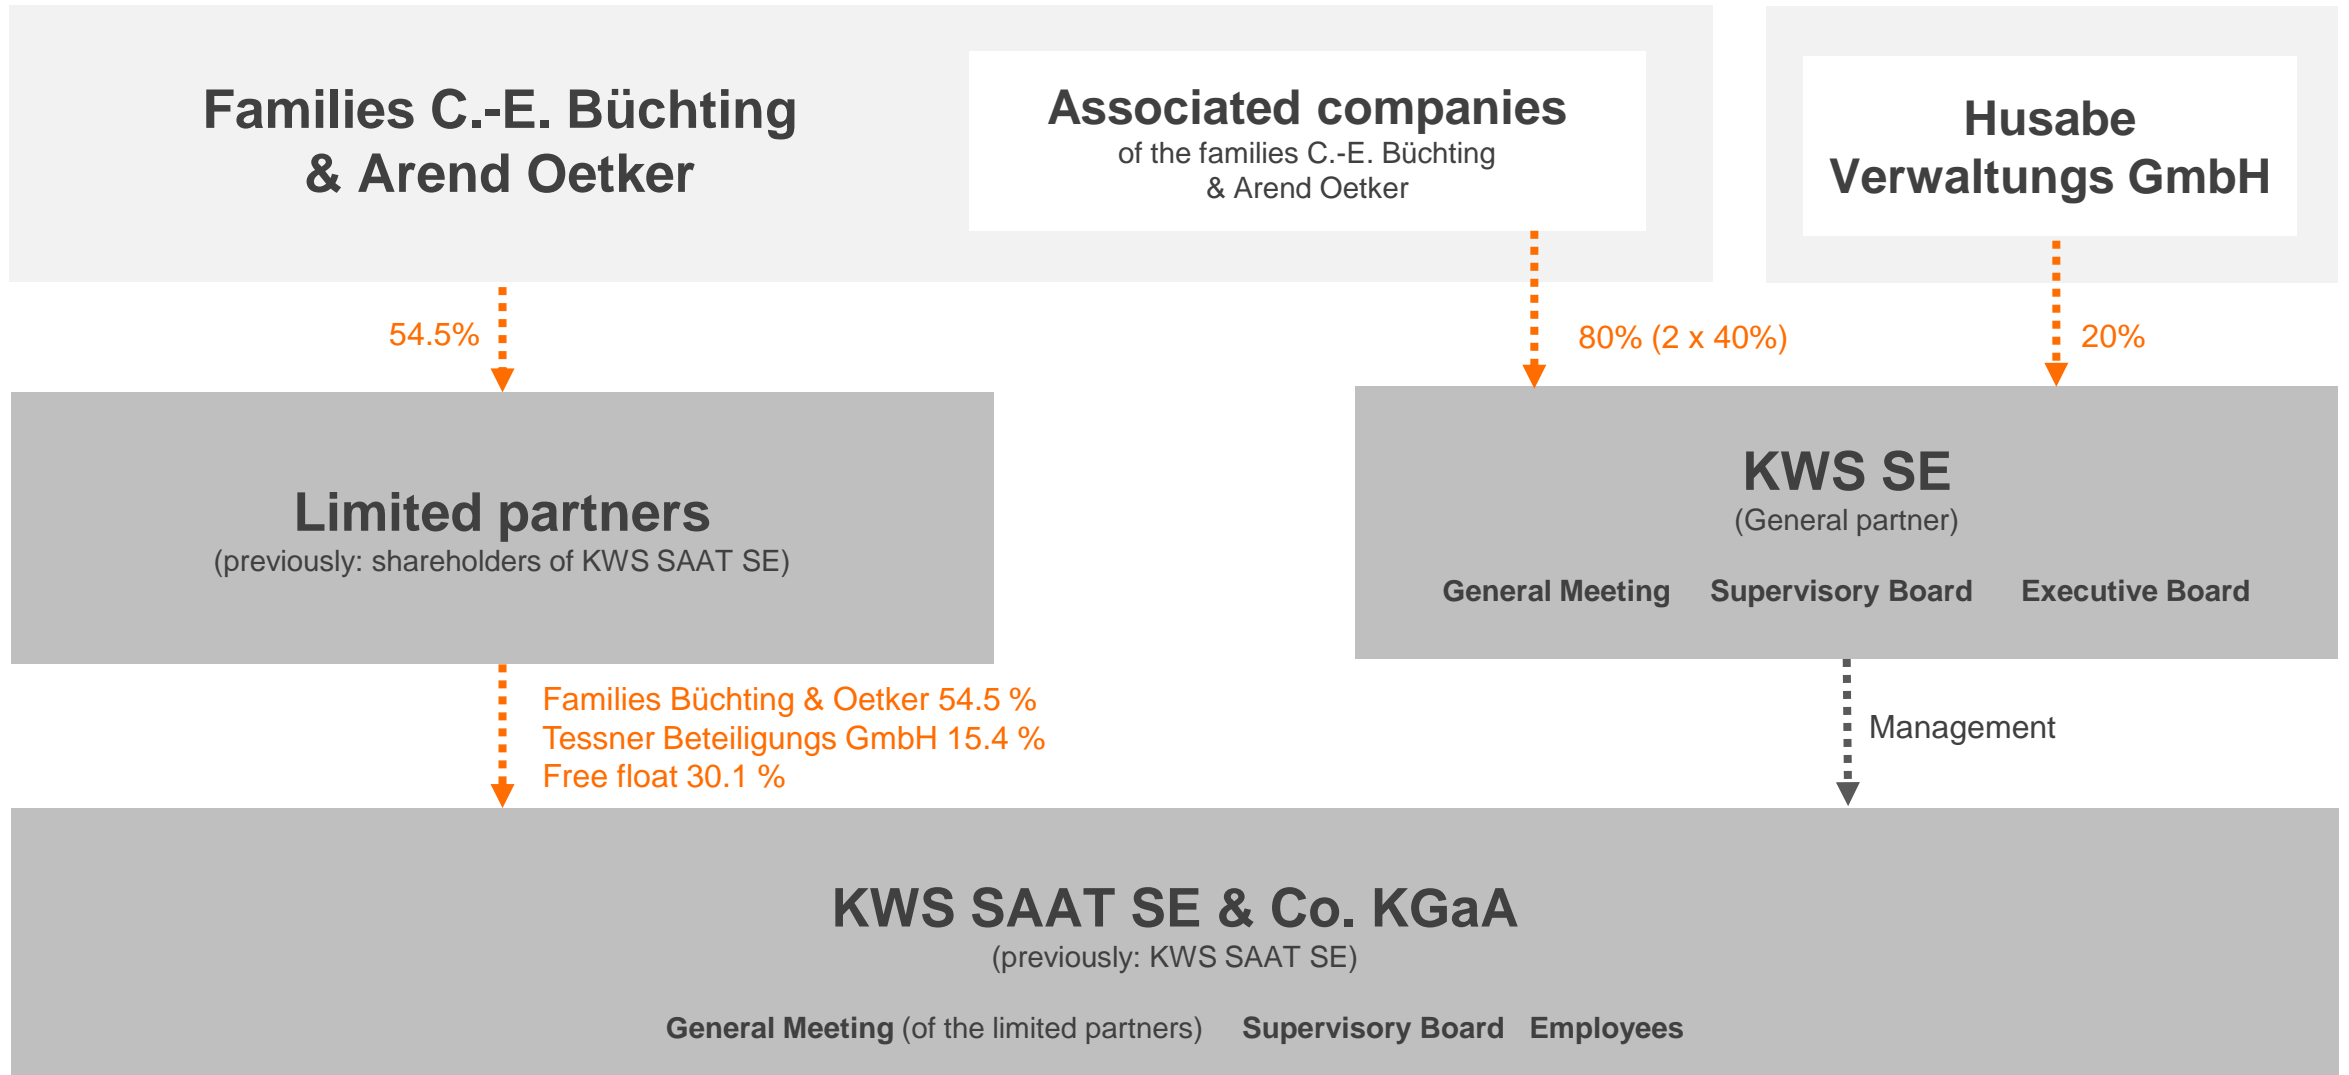 Families C.-E. Büchting
& Arend Oetker
Associated companies
of the families C.-E. Büchting
& Arend Oetker
Husabe
Verwaltungs GmbH
54.5%
80% (2 x 40%)
20%
Limited partners
(previously: shareholders of KWS SAAT SE)
KWS SE
(General partner)
General Meeting Supervisory Board Executive Board
Families Büchting & Oetker 54.5 %
Tessner Beteiligungs GmbH 15.4 %
Free float 30.1 %
Management
KWS SAAT SE & Co. KGaA
(previously: KWS SAAT SE)
General Meeting (of the limited partners) Supervisory Board Employees